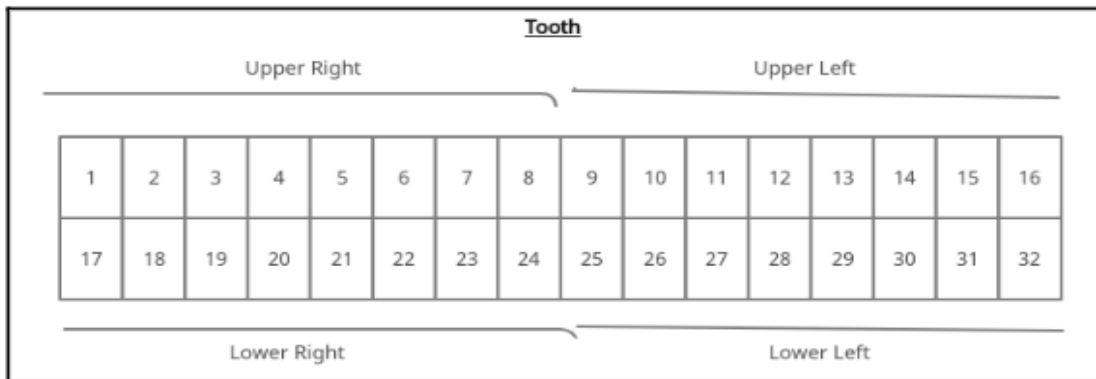 Tooth
Upper Right Upper Left
1 2 3 4 5 6 7 8 9 10 11 12 13 14 15 16
17 18 19 20 21 22 23 24 25 26 27 28 29 30 31 32
Lower Right Lower Left